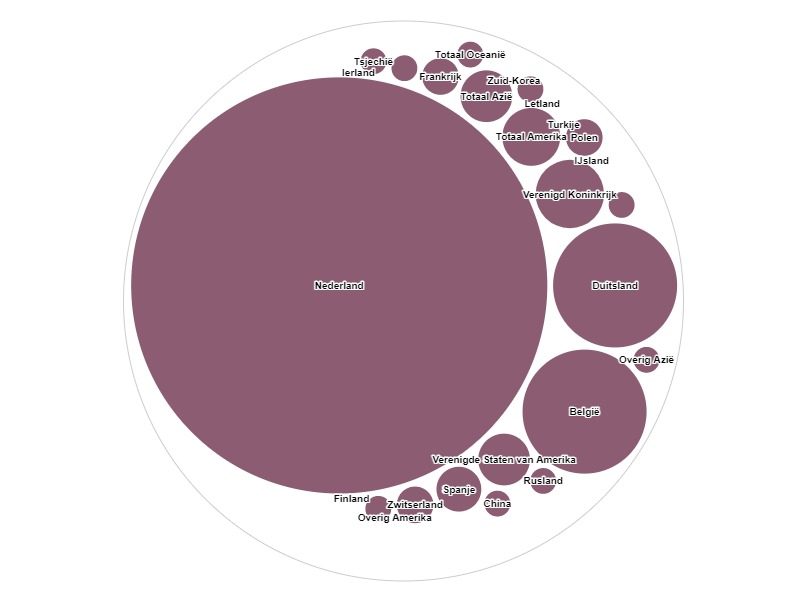 Totaal Oceanië
Tsjechië
Ierland
Frankrijk
Zuid-Korea
Totaal Azië
Letland
Turkije
Totaal Amerika
Polen
IJsland
Verenigd Koninkrijk
Nederland
Duitsland
Overig Azië
België
Verenigde Staten van Amerika
Rusland
Spanje
Finland
Zwitserland
China
Overig Amerika